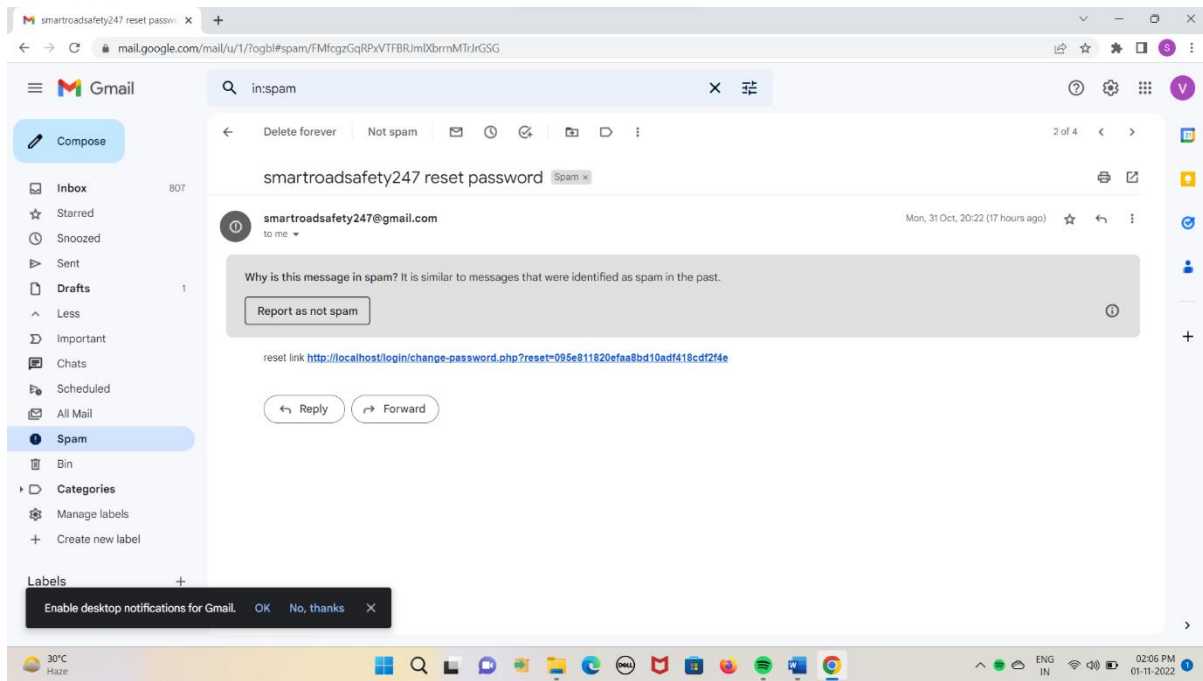 smartroadsafety247 reset passwo
mail.google.com/mail/u/1/?ogbl#spam/FMfcgzGqRPxVTFBRJmlXbrrnMTrJrGSG
S
Gmail
in:spam
V
Compose
Delete forever Not spam
2 of 4
31
smartroadsafety247 reset password Spam ×
Inbox 807
Starred
Snoozed
Sent
Drafts 1
Less
Important
Chats
Scheduled
All Mail
Spam
Bin
Categories
Manage labels
Create new label
Labels
smartroadsafety247@gmail.com
Mon, 31 Oct, 20:22 (17 hours ago)
to me
Why is this message in spam? It is similar to messages that were identified as spam in the past.
Report as not spam
reset link http://localhost/login/change-password.php?reset=095e811820efaa8bd10adf418cdf2f4e
Reply Forward
Enable desktop notifications for Gmail. OK No, thanks
30°C
Haze
DELL
W
ENG
IN
02:06 PM
01-11-2022
1